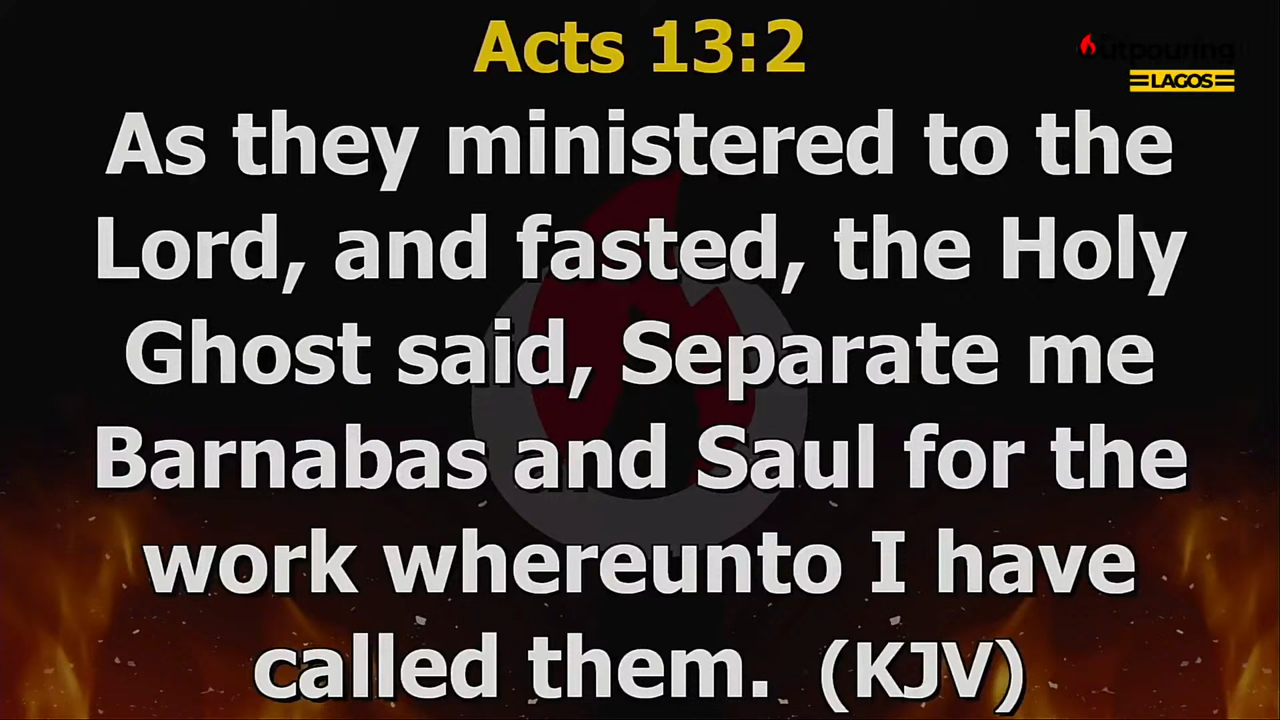 Acts 13:2
Outpouring
LAGOS
As they ministered to the
Lord, and fasted, the Holy
Ghost said, Separate me
Barnabas and Saul for the
work whereunto I have
called them. (KJV)